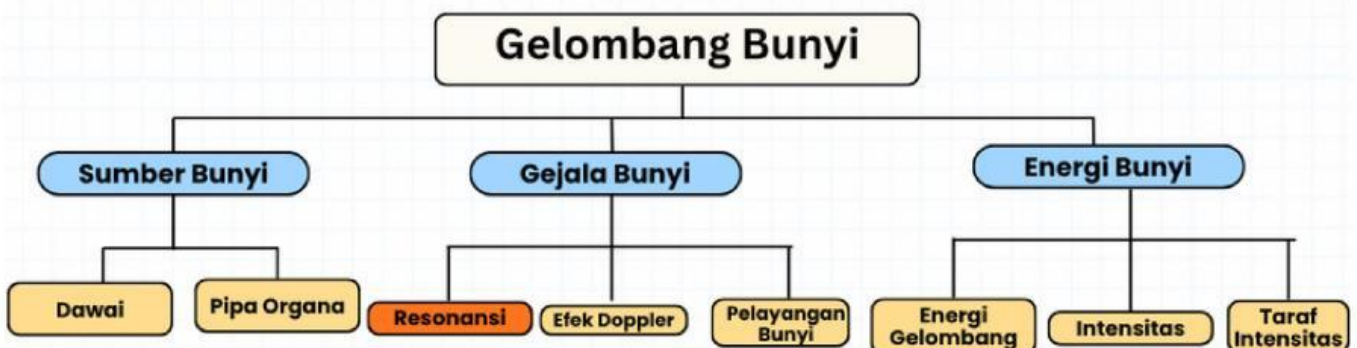 Gelombang Bunyi
Sumber Bunyi
Gejala Bunyi
Energi Bunyi
Dawai
Pipa Organa
Resonansi
Efek Doppler
Pelayangan
Bunyi
Energi
Gelombang
Intensitas
Taraf
Intensitas